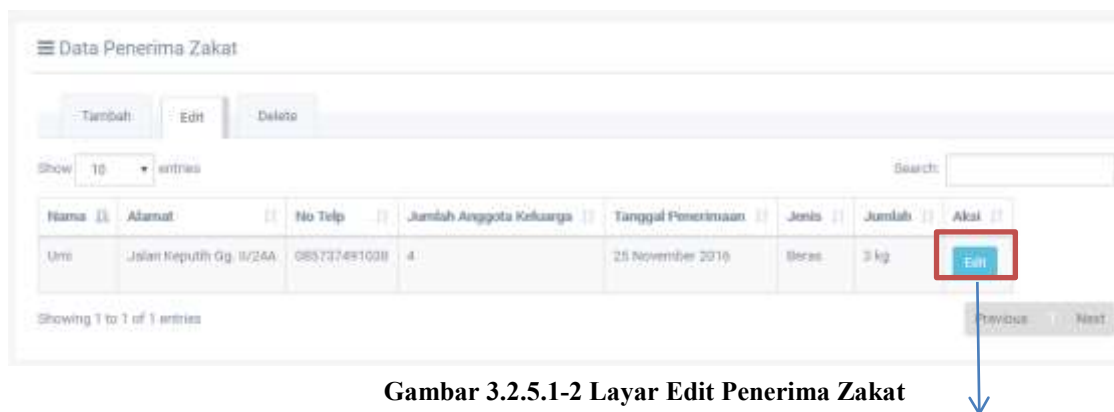 Data Penerima Zakat
Tambah Edit Delete
Show 10 entries Search:
Nama Alamat No Telp Jumlah Anggota Keluarga Tanggal Penerimaan Jenis Jumlah Aksi
Umi Jalan Keputih Gg. II/24A 085737491038 4 25 November 2016 Beras 3 kg Edit
Showing 1 to 1 of 1 entries Previous 1 Next
Gambar 3.2.5.1-2 Layar Edit Penerima Zakat